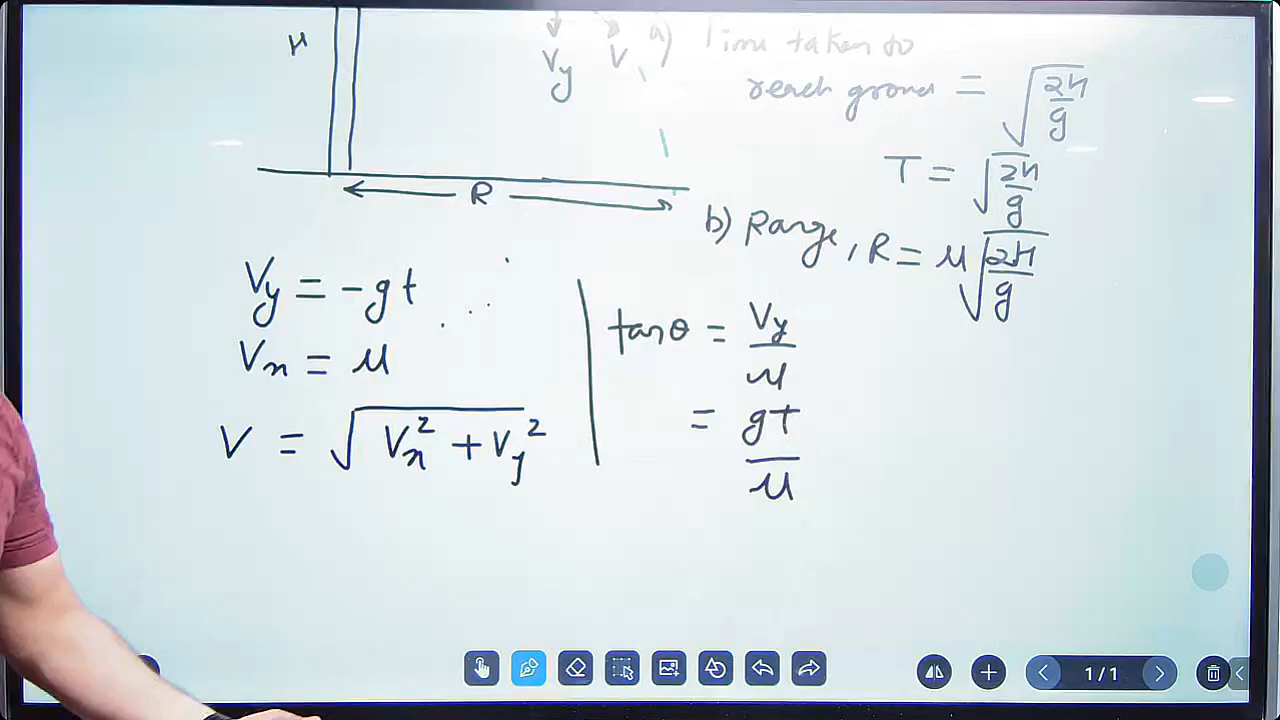 H
Vy
V
a) Time taken to
reach ground = √(2H/g)
T = √(2H/g)
R
b) Range, R = u√(2H/g)
Vy = -gt
Vx = u
V = √(Vx² + Vy²)
tanθ = Vy/u
= gt/u
1/1